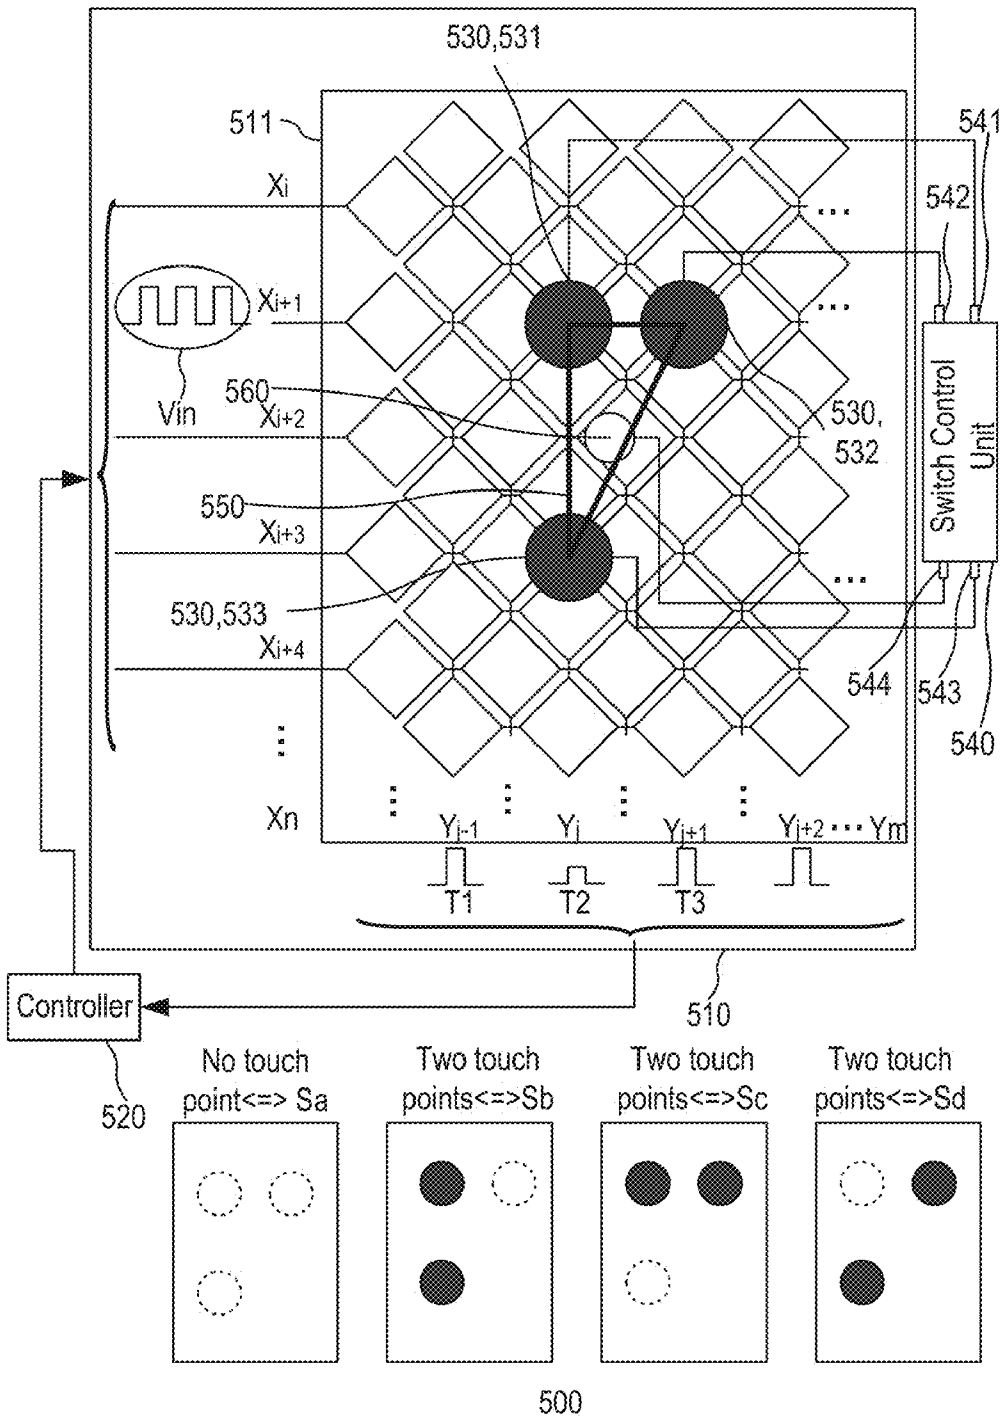 530,531
511
541
542
Xi
Xi+1
Vin
560
Xi+2
530,
532
Switch Control
Unit
550
Xi+3
530,533
Xi+4
544
543
540
Xn
Yj-1
Yj
Yj+1
Yj+2
Ym
T1
T2
T3
Controller
510
520
No touch
point<=> Sa
Two touch
points<=>Sb
Two touch
points<=>Sc
Two touch
points<=>Sd
500